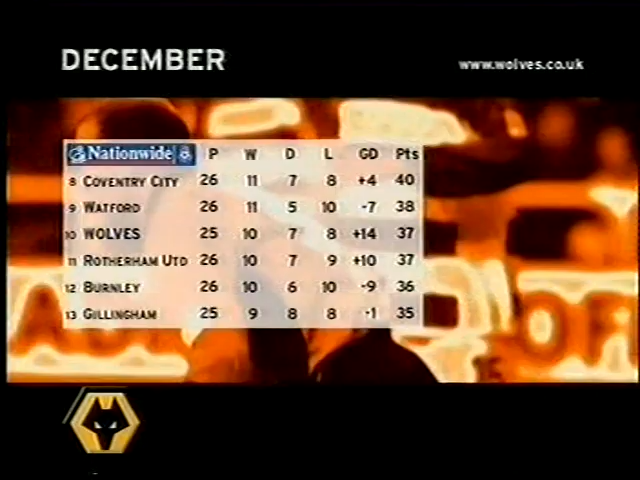 DECEMBER
www.wolves.co.uk
Nationwide P W D L GD Pts
8 COVENTRY CITY 26 11 7 8 +4 40
9 WATFORD 26 11 5 10 -7 38
10 WOLVES 25 10 7 8 +14 37
11 ROTHERHAM UTD 26 10 7 9 +10 37
12 BURNLEY 26 10 6 10 -9 36
13 GILLINGHAM 25 9 8 8 -1 35